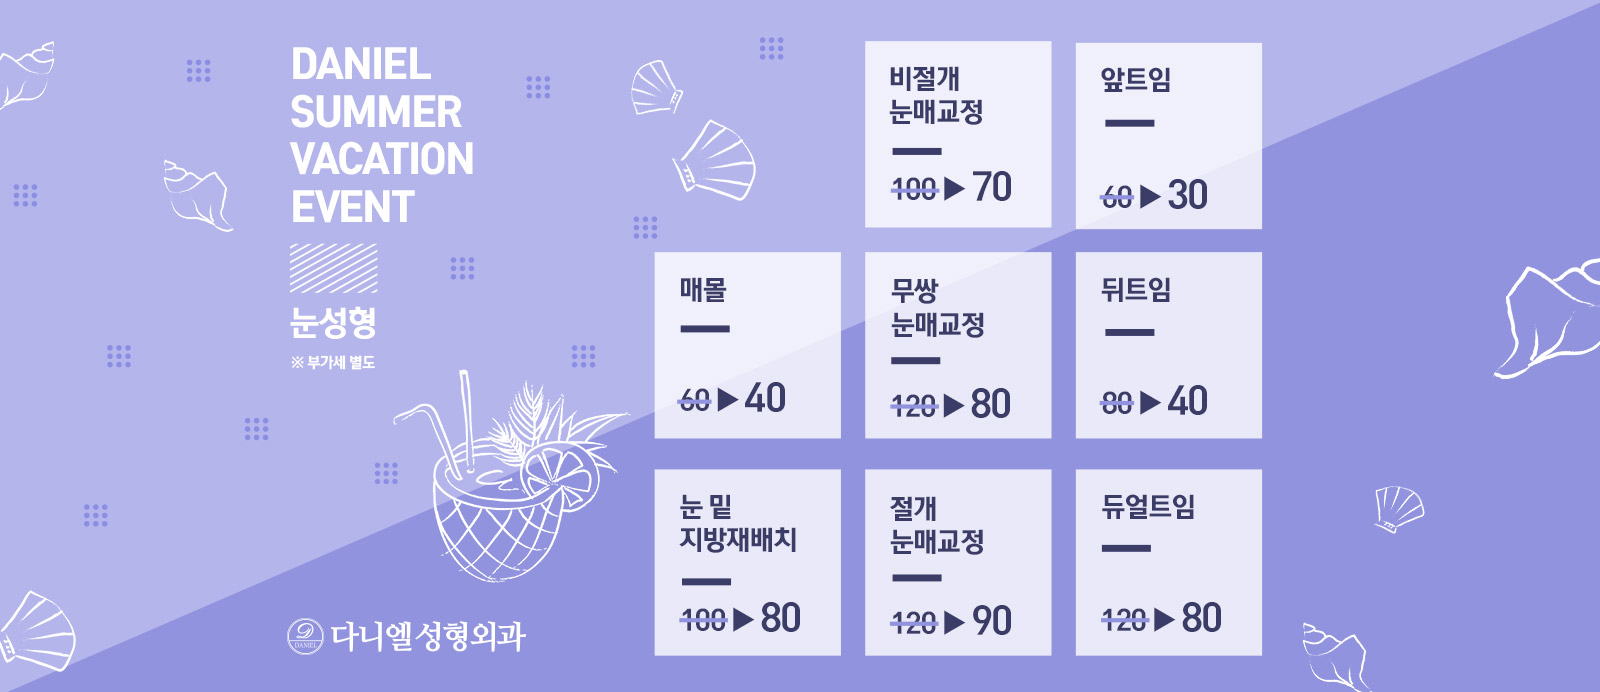 DANIEL
SUMMER
VACATION
EVENT
눈성형
※ 부가세 별도
비절개
눈매교정
100 ▶ 70
앞트임
60 ▶ 30
매몰
60 ▶ 40
무쌍
눈매교정
120 ▶ 80
뒤트임
80 ▶ 40
눈 밑
지방재배치
100 ▶ 80
절개
눈매교정
120 ▶ 90
듀얼트임
120 ▶ 80
DANIEL
다니엘성형외과